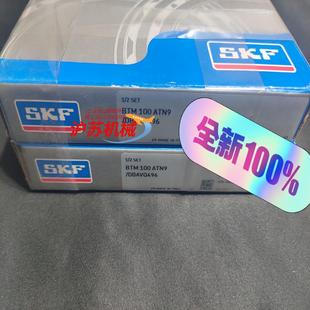 SKF
SKF
1/2 SET
BTM 100 ATN9
沪苏机械
全新100%
SKF
1/2 SET
BTM 100 ATN9
/DBAVQ496